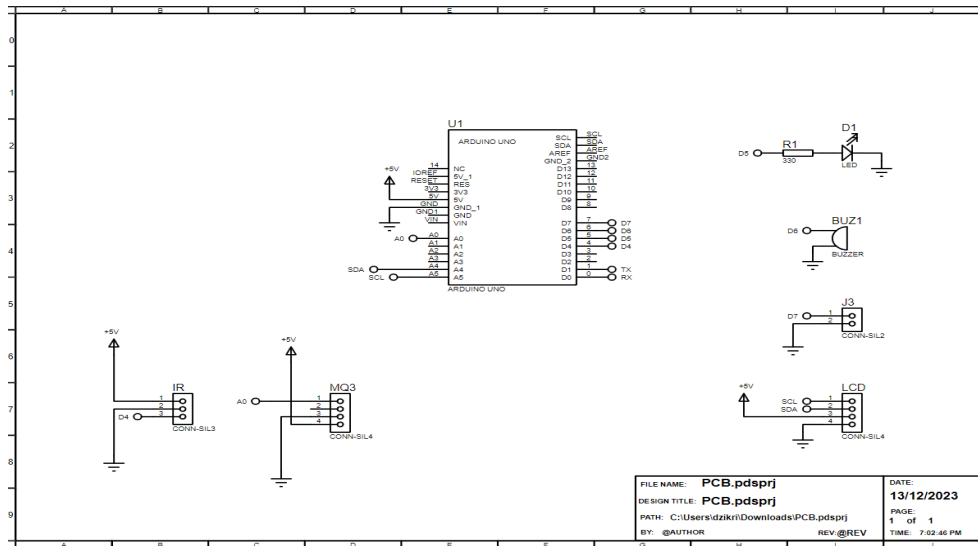 A B C D E F G H I J
0
1
2
3
4
5
6
7
8
9
U1
ARDUINO UNO
14 NC
IOREF 5V_1
RESET RES
3V3 3V3
5V 5V
GND GND_1
GND1 GND
VIN VIN
A0 A0 A0
A1 A1
A2 A2
A3 A3
SDA A4 A4
SCL A5 A5
SCL SCL
SDA SDA
AREF AREF
GND_2 GND2
D13 13
D12 12
D11 11
D10 10
D9 9
D8 8
D7 7 D7
D6 6 D6
D5 5 D5
D4 4 D4
D3 3
D2 2
D1 1 TX
D0 0 RX
ARDUINO UNO
+5V
D1
R1
D5
330
LED
BUZ1
D6
BUZZER
J3
D7 1
2
CONN-SIL2
+5V
IR
1
2
D4 3
CONN-SIL3
+5V
MQ3
A0 1
2
3
4
CONN-SIL4
+5V
LCD
SCL 1
SDA 2
3
4
CONN-SIL4
FILE NAME: PCB.pdsprj
DESIGN TITLE: PCB.pdsprj
PATH: C:\Users\dzikri\Downloads\PCB.pdsprj
BY: @AUTHOR REV:@REV
DATE:
13/12/2023
PAGE:
1 of 1
TIME: 7:02:46 PM
A B C D E F G H I J